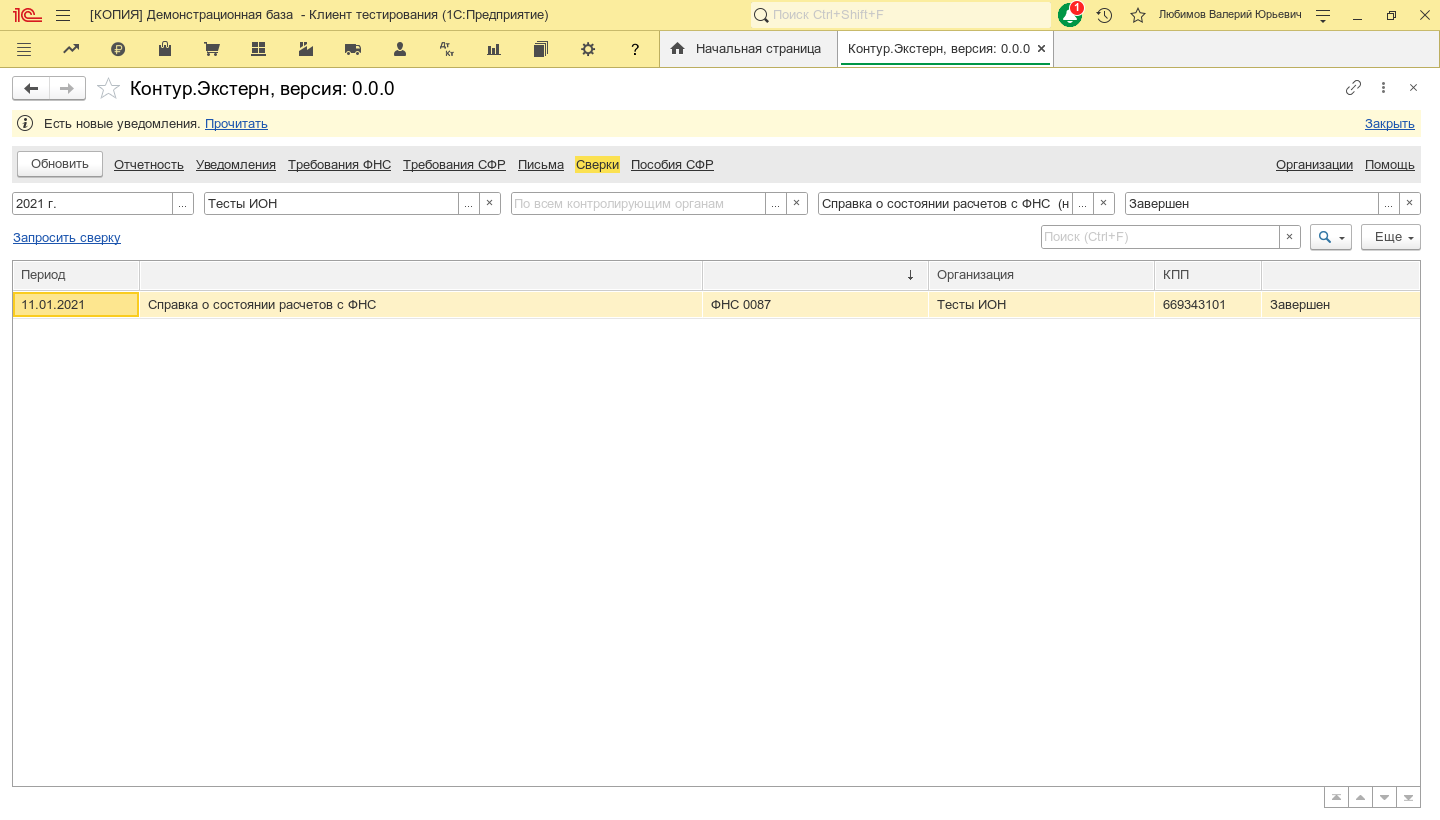 [КОПИЯ] Демонстрационная база  - Клиент тестирования (1С:Предприятие)
Поиск Ctrl+Shift+F
1
Любимов Валерий Юрьевич
Дт Кт
?
Начальная страница
Контур.Экстерн, версия: 0.0.0
Контур.Экстерн, версия: 0.0.0
Есть новые уведомления. Прочитать
Закрыть
Обновить
Отчетность
Уведомления
Требования ФНС
Требования СФР
Письма
Сверки
Пособия СФР
Организации
Помощь
2021 г.
...
Тесты ИОН
...
По всем контролирующим органам
...
Справка о состоянии расчетов с ФНС  (н
...
Завершен
...
Запросить сверку
Поиск (Ctrl+F)
Еще
Период
Организация
КПП
11.01.2021
Справка о состоянии расчетов с ФНС
ФНС 0087
Тесты ИОН
669343101
Завершен